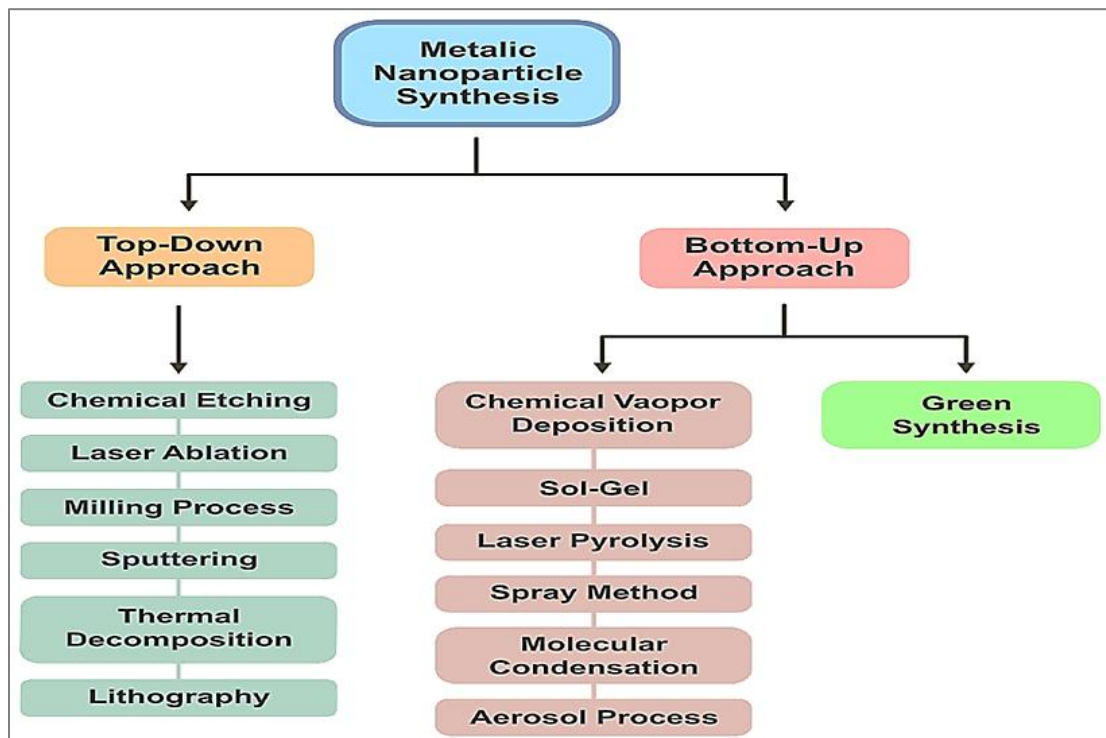 Metalic
Nanoparticle
Synthesis
Top-Down
Approach
Bottom-Up
Approach
Chemical Etching
Laser Ablation
Milling Process
Sputtering
Thermal
Decomposition
Lithography
Chemical Vaopor
Deposition
Sol-Gel
Laser Pyrolysis
Spray Method
Molecular
Condensation
Aerosol Process
Green
Synthesis